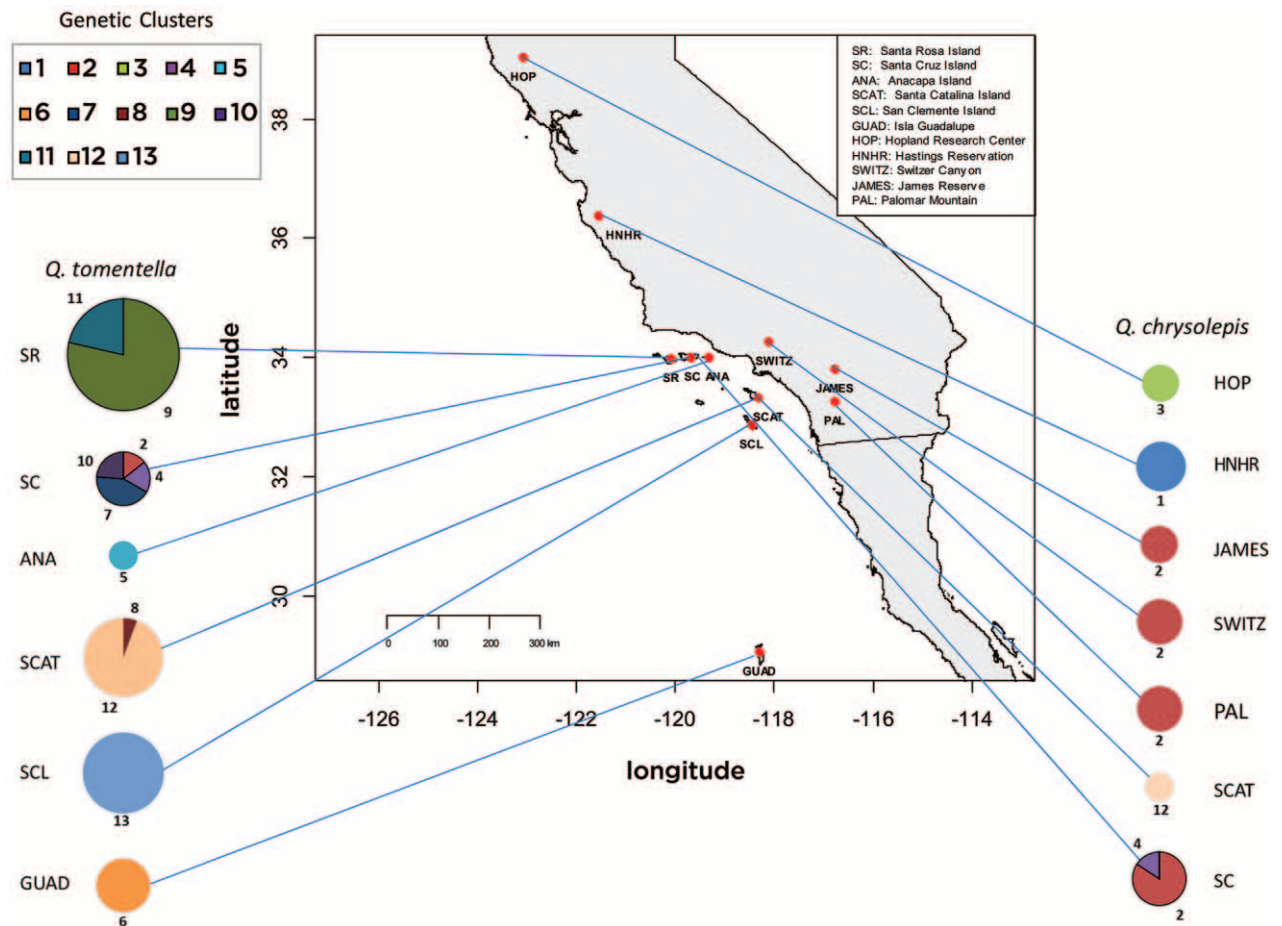 Genetic Clusters
1 2 3 4 5
6 7 8 9 10
11 12 13
SR: Santa Rosa Island
SC: Santa Cruz Island
ANA: Anacapa Island
SCAT: Santa Catalina Island
SCL: San Clemente Island
GUAD: Isla Guadalupe
HOP: Hopland Research Center
HNHR: Hastings Reservation
SWITZ: Switzer Canyon
JAMES: James Reserve
PAL: Palomar Mountain
HOP
HNHR
SWITZ
SR SC ANA
JAMES
SCAT
PAL
SCL
GUAD
38
36
34
32
30
latitude
0 100 200 300 km
-126 -124 -122 -120 -118 -116 -114
longitude
Q. tomentella
11
SR
9
2
10
4
SC
7
ANA
5
8
SCAT
12
SCL
13
GUAD
6
Q. chrysolepis
HOP
3
HNHR
1
JAMES
2
SWITZ
2
PAL
2
SCAT
12
4
SC
2